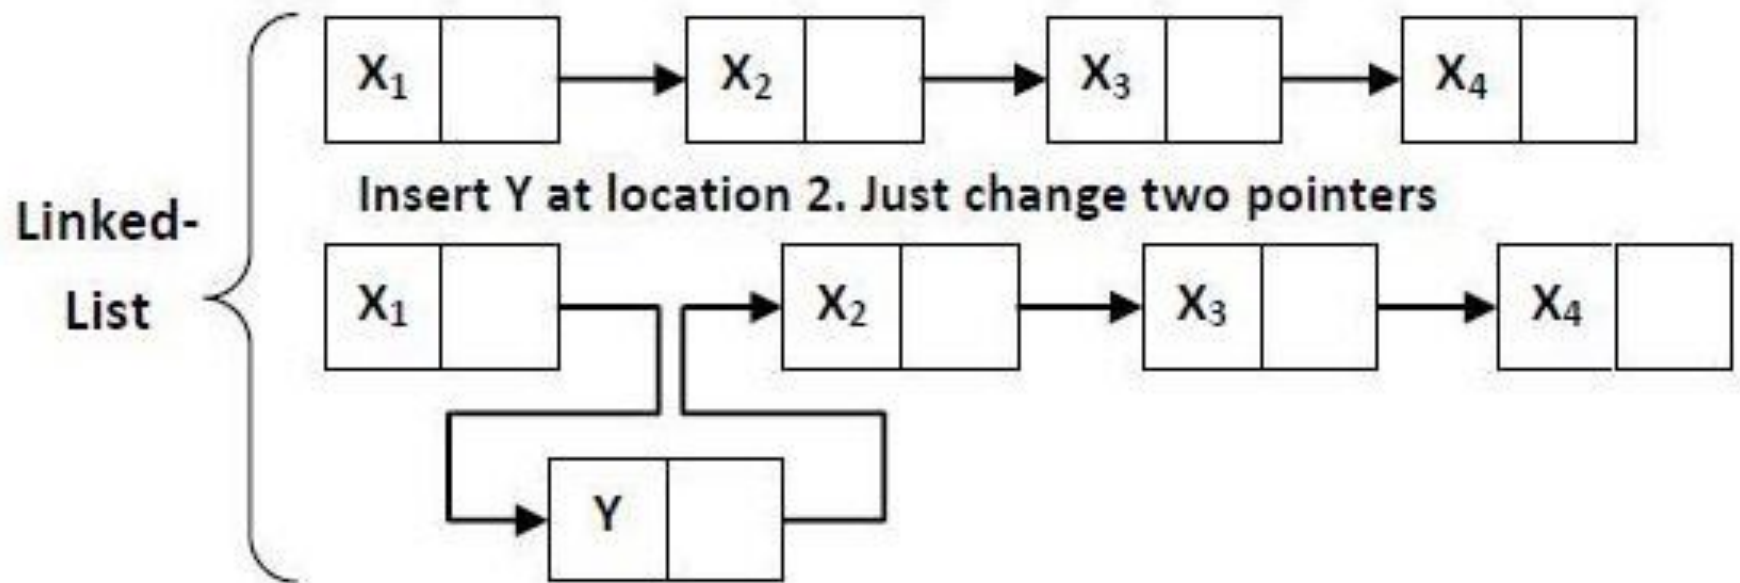 Linked-
List
X₁ X₂ X₃ X₄
Insert Y at location 2. Just change two pointers
X₁ X₂ X₃ X₄
Y